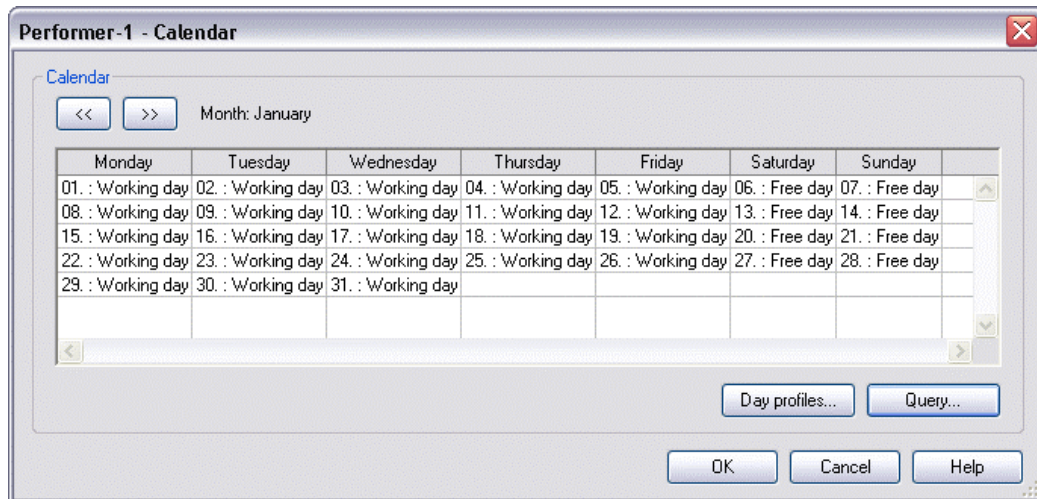 Performer-1 - Calendar
Calendar
<< >> Month: January
Monday Tuesday Wednesday Thursday Friday Saturday Sunday
01. : Working day 02. : Working day 03. : Working day 04. : Working day 05. : Working day 06. : Free day 07. : Free day
08. : Working day 09. : Working day 10. : Working day 11. : Working day 12. : Working day 13. : Free day 14. : Free day
15. : Working day 16. : Working day 17. : Working day 18. : Working day 19. : Working day 20. : Free day 21. : Free day
22. : Working day 23. : Working day 24. : Working day 25. : Working day 26. : Working day 27. : Free day 28. : Free day
29. : Working day 30. : Working day 31. : Working day
Day profiles... Query...
OK Cancel Help